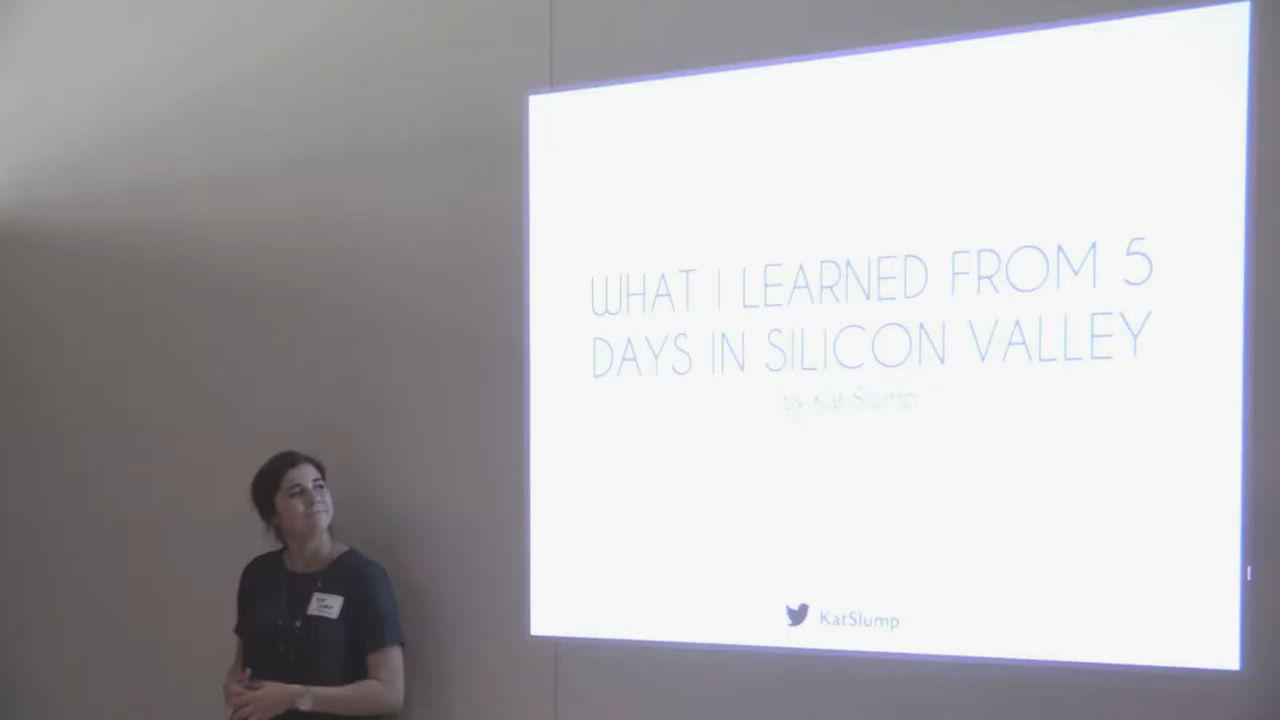 WHAT I LEARNED FROM 5
DAYS IN SILICON VALLEY
By Kat Slump
KatSlump